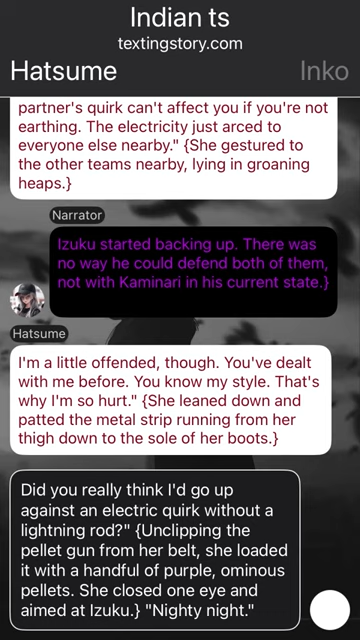 Indian ts
textingstory.com
Hatsume
Inko
partner's quirk can't affect you if you're not
earthing. The electricity just arced to
everyone else nearby." {She gestured to
the other teams nearby, lying in groaning
heaps.}
Narrator
Izuku started backing up. There was
no way he could defend both of them,
not with Kaminari in his current state.}
Hatsume
I'm a little offended, though. You've dealt
with me before. You know my style. That's
why I'm so hurt." {She leaned down and
patted the metal strip running from her
thigh down to the sole of her boots.}
Did you really think I'd go up
against an electric quirk without a
lightning rod?" {Unclipping the
pellet gun from her belt, she loaded
it with a handful of purple, ominous
pellets. She closed one eye and
aimed at Izuku.} "Nighty night."